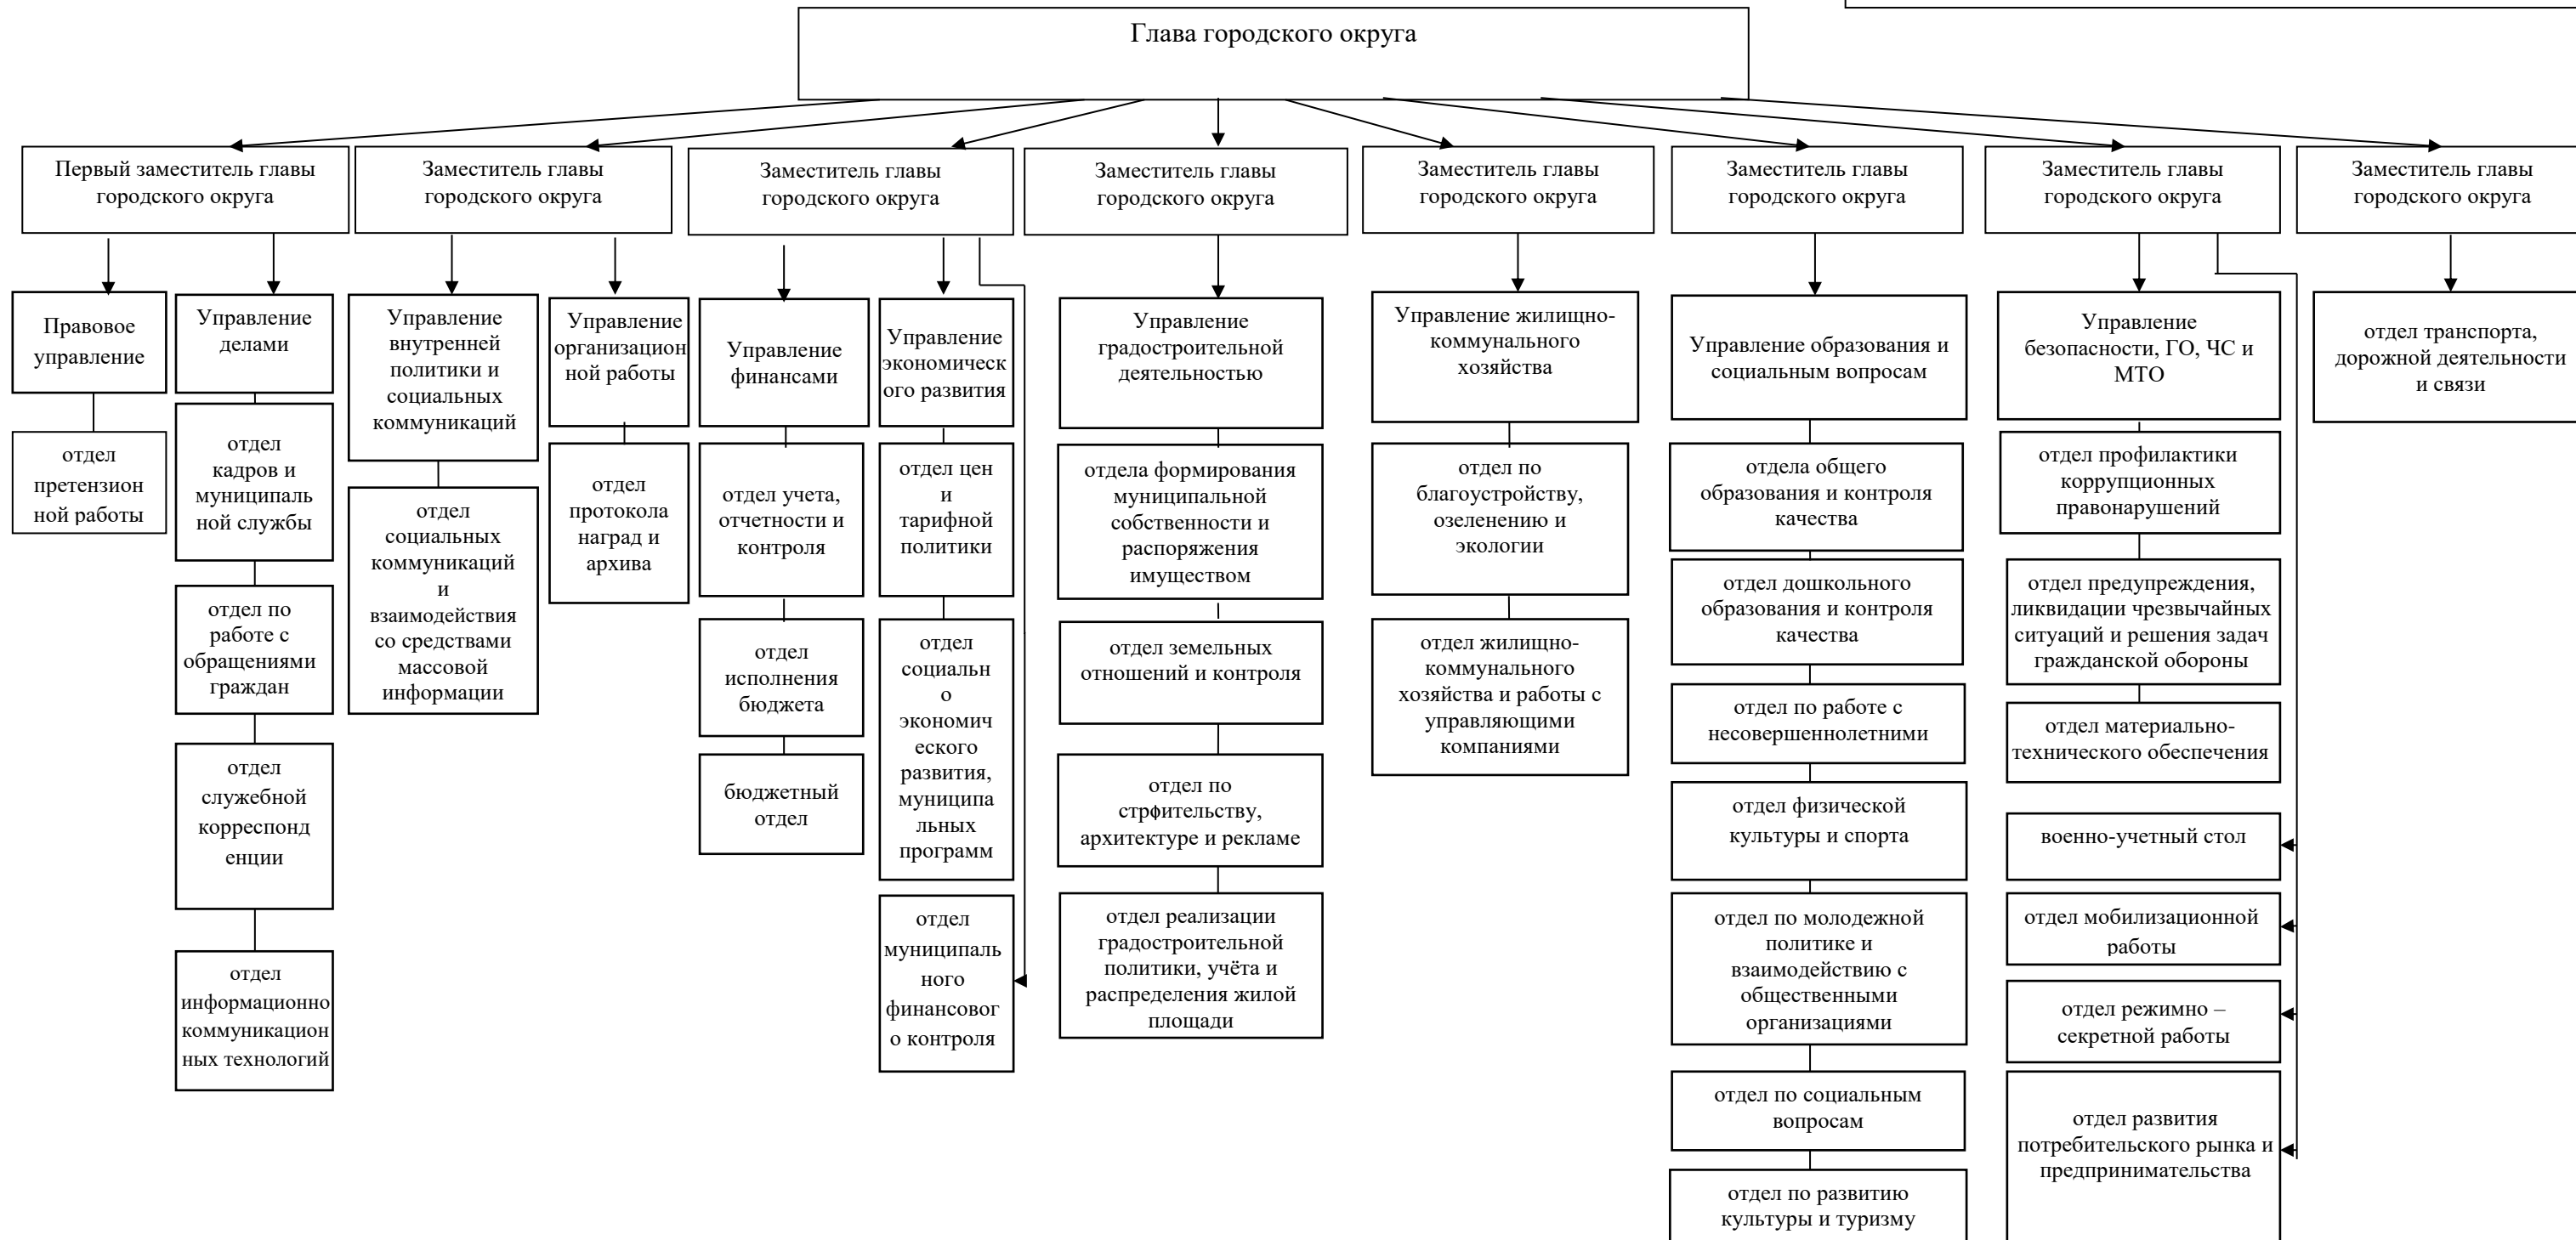 Глава городского округа
Первый заместитель главы
городского округа
Заместитель главы
городского округа
Заместитель главы
городского округа
Заместитель главы
городского округа
Заместитель главы
городского округа
Заместитель главы
городского округа
Заместитель главы
городского округа
Заместитель главы
городского округа
Правовое
управление
отдел
претензион
ной работы
Управление
делами
отдел
кадров и
муниципаль
ной службы
отдел по
работе с
обращениями
граждан
отдел
служебной
корреспонд
енции
отдел
информационно
коммуникацион
ных технологий
Управление
внутренней
политики и
социальных
коммуникаций
отдел
социальных
коммуникаций
и
взаимодействия
со средствами
массовой
информации
Управление
организацион
ной работы
отдел
протокола
наград и
архива
Управление
финансами
отдел учета,
отчетности и
контроля
отдел
исполнения
бюджета
бюджетный
отдел
Управление
экономическ
ого развития
отдел цен
и
тарифной
политики
отдел
социальн
о
экономич
еского
развития,
муниципа
льных
программ
отдел
муниципаль
ного
финансовог
о контроля
Управление
градостроительной
деятельностью
отдела формирования
муниципальной
собственности и
распоряжения
имуществом
отдел земельных
отношений и контроля
отдел по
стрфительству,
архитектуре и рекламе
отдел реализации
градостроительной
политики, учёта и
распределения жилой
площади
Управление жилищно-
коммунального
хозяйства
отдел по
благоустройству,
озеленению и
экологии
отдел жилищно-
коммунального
хозяйства и работы с
управляющими
компаниями
Управление образования и
социальным вопросам
отдела общего
образования и контроля
качества
отдел дошкольного
образования и контроля
качества
отдел по работе с
несовершеннолетними
отдел физической
культуры и спорта
отдел по молодежной
политике и
взаимодействию с
общественными
организациями
отдел по социальным
вопросам
отдел по развитию
культуры и туризму
Управление
безопасности, ГО, ЧС и
МТО
отдел профилактики
коррупционных
правонарушений
отдел предупреждения,
ликвидации чрезвычайных
ситуаций и решения задач
гражданской обороны
отдел материально-
технического обеспечения
военно-учетный стол
отдел мобилизационной
работы
отдел режимно –
секретной работы
отдел развития
потребительского рынка и
предпринимательства
отдел транспорта,
дорожной деятельности
и связи